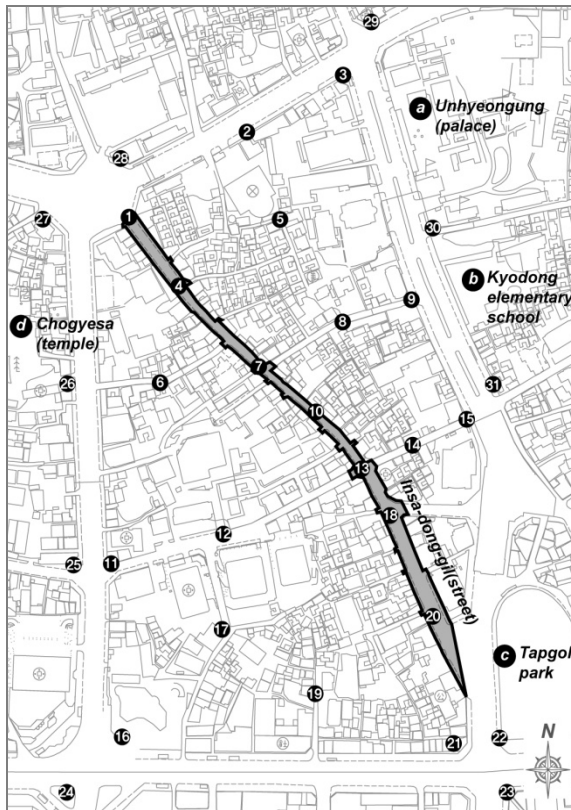 29
3
a Unhyeongung
(palace)
2
28
1
5
27
30
4
b Kyodong
elementary
school
9
8
d Chogyesa
(temple)
7
26
6
31
10
15
14
13
Insa-dong-gil(street)
18
12
25
11
20
17
c Tapgol
park
19
16
21
22
N
24
23